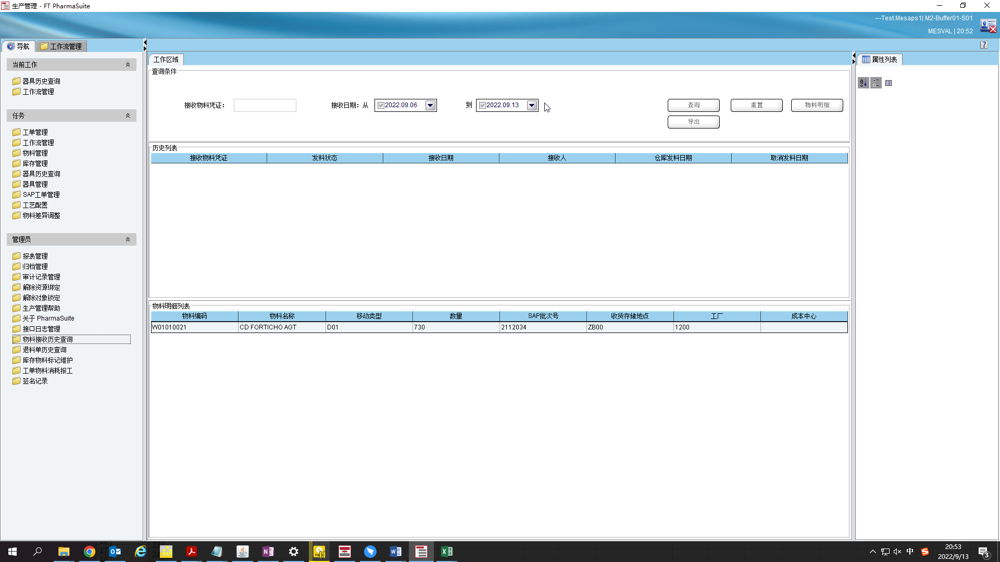 生产管理 - FT PharmaSuite
---Test.Mesaps1| M2-Buffer01-S01
MESVAL | 20:52
导航
工作流管理
当前工作
器具历史查询
工作流管理
任务
工单管理
工作流管理
物料管理
库存管理
器具历史查询
器具管理
SAP工单管理
工艺配置
物料差异调整
管理员
报表管理
归档管理
审计记录管理
解除资源绑定
解除对象锁定
生产管理帮助
关于 PharmaSuite
接口日志管理
物料接收历史查询
退料单历史查询
库存物料标记维护
工单物料消耗报工
签名记录
工作区域
查询条件
接收物料凭证： 接收日期：从 2022.09.06 到 2022.09.13 查询 重置 物料明细
导出
历史列表
接收物料凭证 发料状态 接收日期 接收人 仓库发料日期 取消发料日期
物料明细列表
物料编码 物料名称 移动类型 数量 SAP批次号 收货存储地点 工厂 成本中心
W01010021 CD FORTICHO AGT D01 730 2112034 ZB00 1200
属性列表
中
20:53
2022/9/13
3